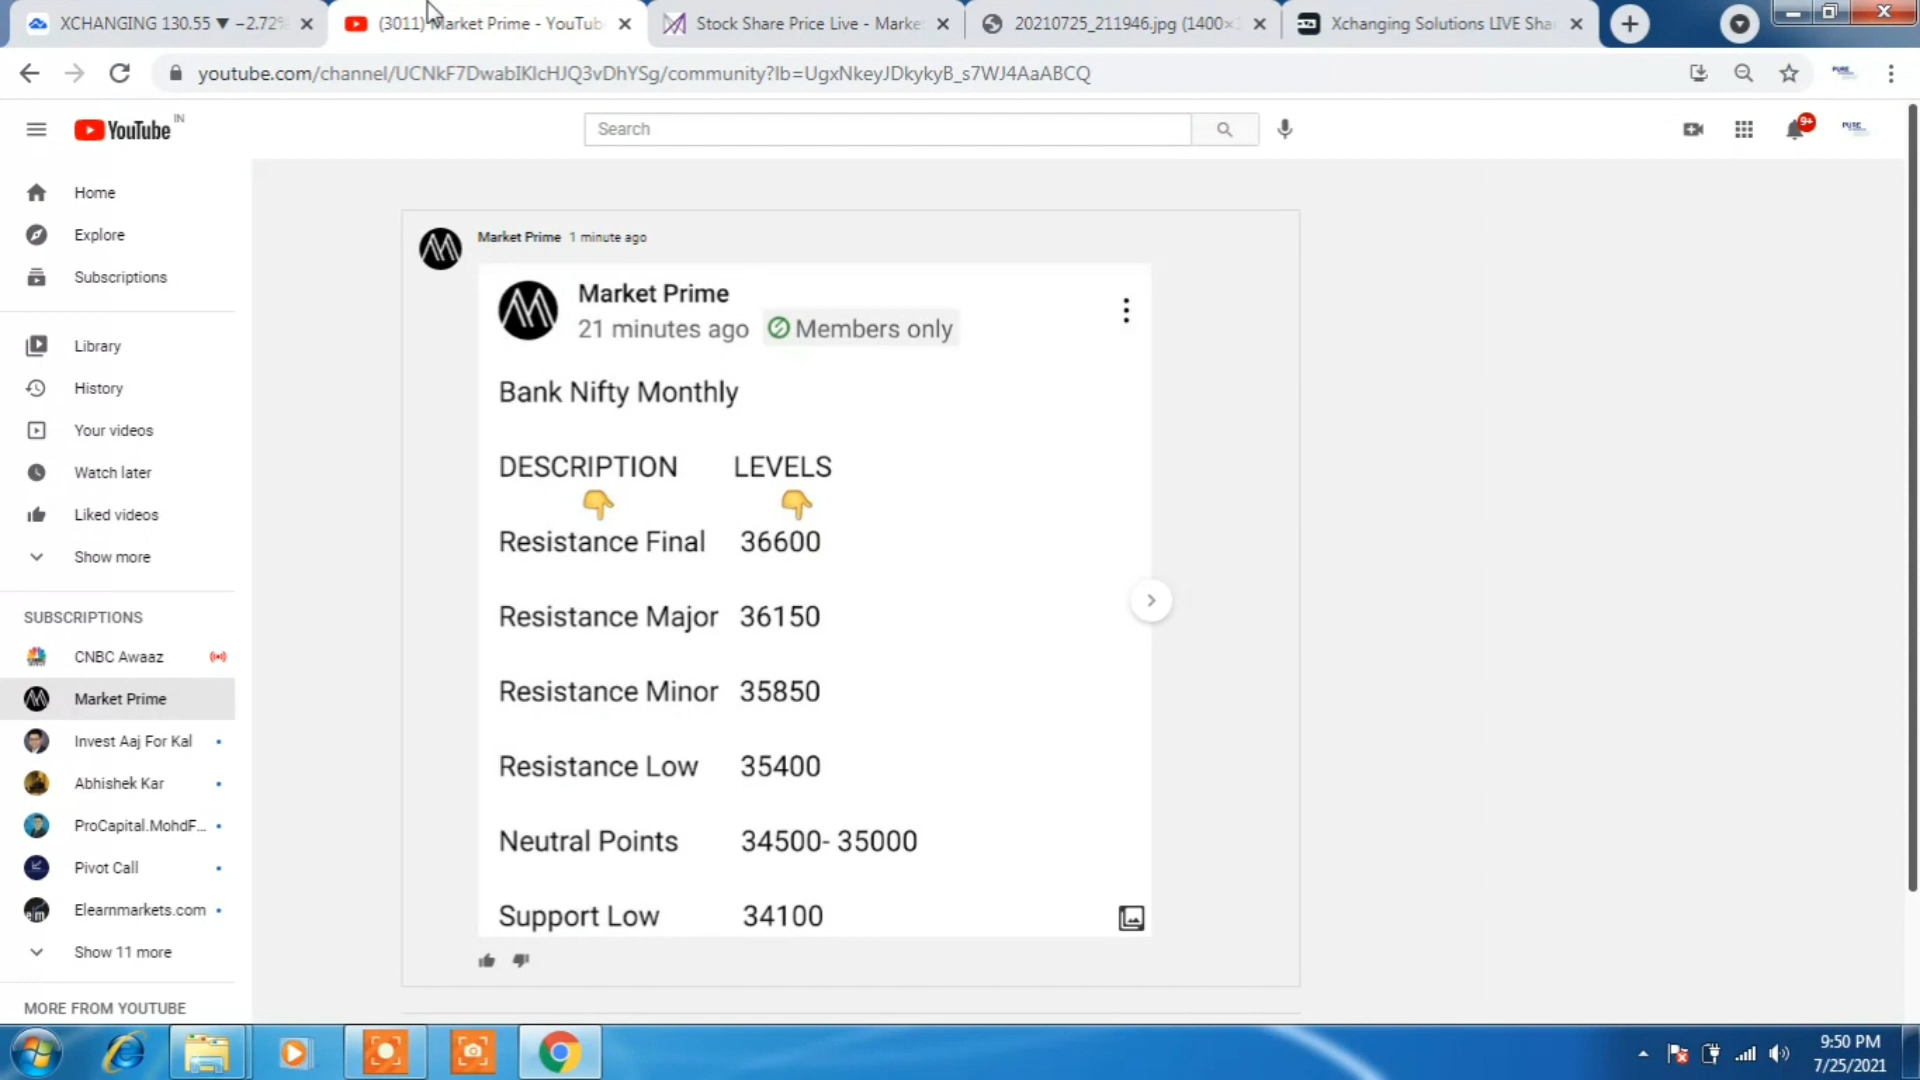 XCHANGING 130.55 ▼ −2.72%
(3011) Market Prime - YouTub
Stock Share Price Live - Marke
20210725_211946.jpg (1400×
Xchanging Solutions LIVE Sha
youtube.com/channel/UCNkF7DwabIKlcHJQ3vDhYSg/community?lb=UgxNkeyJDkykyB_s7WJ4AaABCQ
YouTube IN
Search
9+
PURE
Home
Explore
Subscriptions
Library
History
Your videos
Watch later
Liked videos
Show more
SUBSCRIPTIONS
CNBC Awaaz
Market Prime
Invest Aaj For Kal
Abhishek Kar
ProCapital.MohdF...
Pivot Call
Elearnmarkets.com
Show 11 more
MORE FROM YOUTUBE
Market Prime 1 minute ago
Market Prime
21 minutes ago Members only
Bank Nifty Monthly
DESCRIPTION LEVELS
👇 👇
Resistance Final 36600
Resistance Major 36150
Resistance Minor 35850
Resistance Low 35400
Neutral Points 34500- 35000
Support Low 34100
9:50 PM
7/25/2021